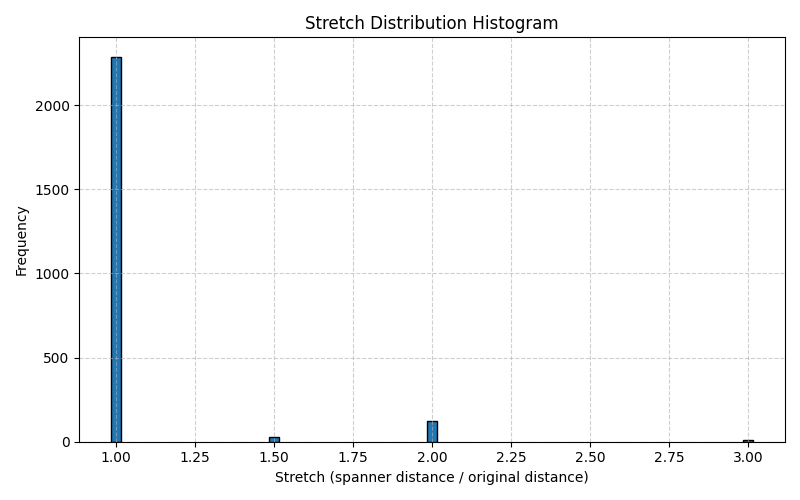 Stretch Distribution Histogram
Frequency
2000
1500
1000
500
0
1.00 1.25 1.50 1.75 2.00 2.25 2.50 2.75 3.00
Stretch (spanner distance / original distance)